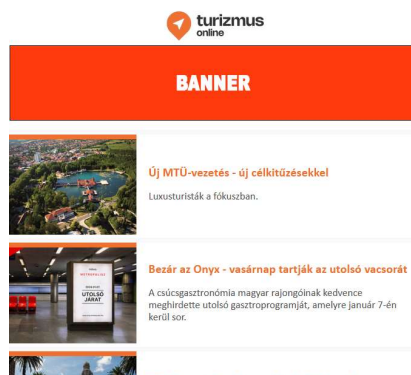 turizmus
online
BANNER
Új MTÜ-vezetés - új célkitűzésekkel
Luxusturisták a fókuszban.
Bezár az Onyx - vasárnap tartják az utolsó vacsorát
UTOLSÓ
JÁRAT
A csúcsgasztronómia magyar rajongóinak kedvence
meghirdette utolsó gasztroprogramját, amelyre január 7-én
kerül sor.